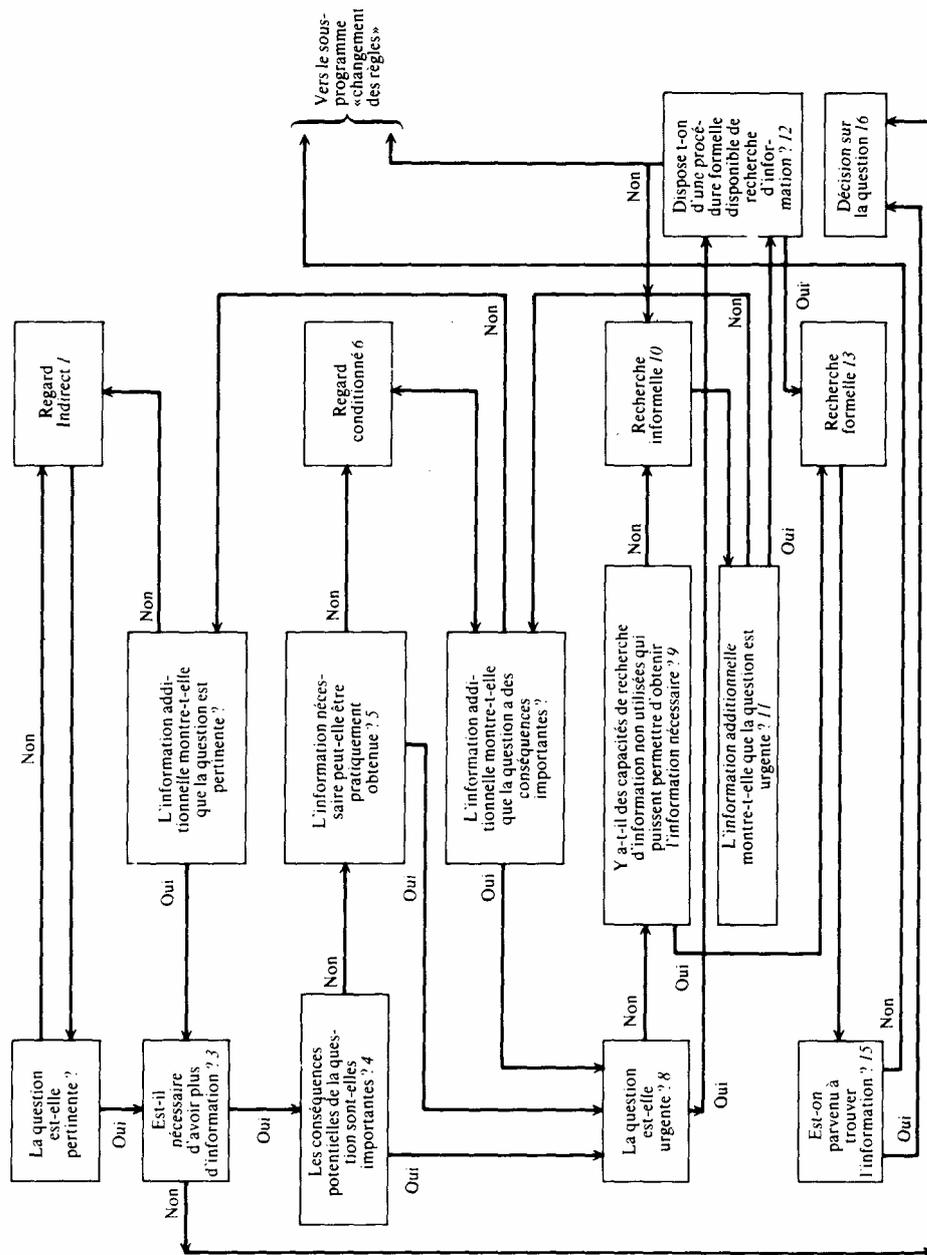 La question
est-elle
pertinente ?
Non
Regard
Indirect 1
Oui
Est-il
nécessaire
d'avoir plus
d'information ? 3
Oui
L'information addi-
tionnelle montre-t-elle
que la question est
pertinente ?
Non
Non
Oui
Les conséquences
potentielles de la ques-
tion sont-elles
importantes ? 4
Non
L'information néces-
saire peut-elle être
pratiquement
obtenue ? 5
Non
Regard
conditionné 6
Vers le sous-
programme
«changement
des règles»
Oui
Oui
Oui
L'information addi-
tionnelle montre-t-elle
que la question a des
conséquences
importantes ?
Non
La question
est-elle
urgente ? 8
Non
Y a-t-il des capacités de recherche
d'information non utilisées qui
puissent permettre d'obtenir
l'information nécessaire ? 9
Non
Recherche
informelle 10
Non
Dispose t-on
d'une procé-
dure formelle
disponible de
recherche
d'infor-
mation ? 12
Oui
Oui
L'information additionnelle
montre-t-elle que la question est
urgente ? 11
Non
Oui
Oui
Est-on
parvenu à
trouver
l'information ? 15
Non
Oui
Recherche
formelle 13
Décision sur
la question 16